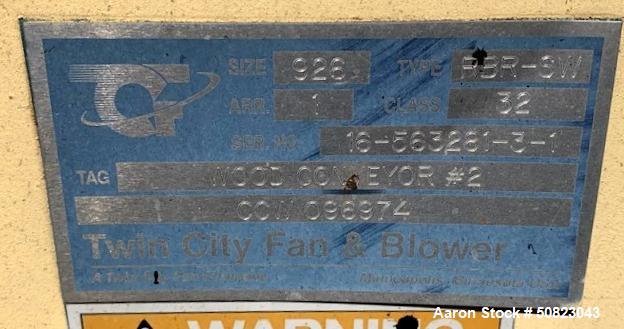 SIZE 926 TYPE RBR-SW
ARR. 1 CLASS 32
SER. NO. 16-563281-3-1
TAG WOOD CONVEYOR #2
CCW 096974
Twin City Fan & Blower
Minneapolis, Minnesota
WARNING
Aaron Stock # 50823043